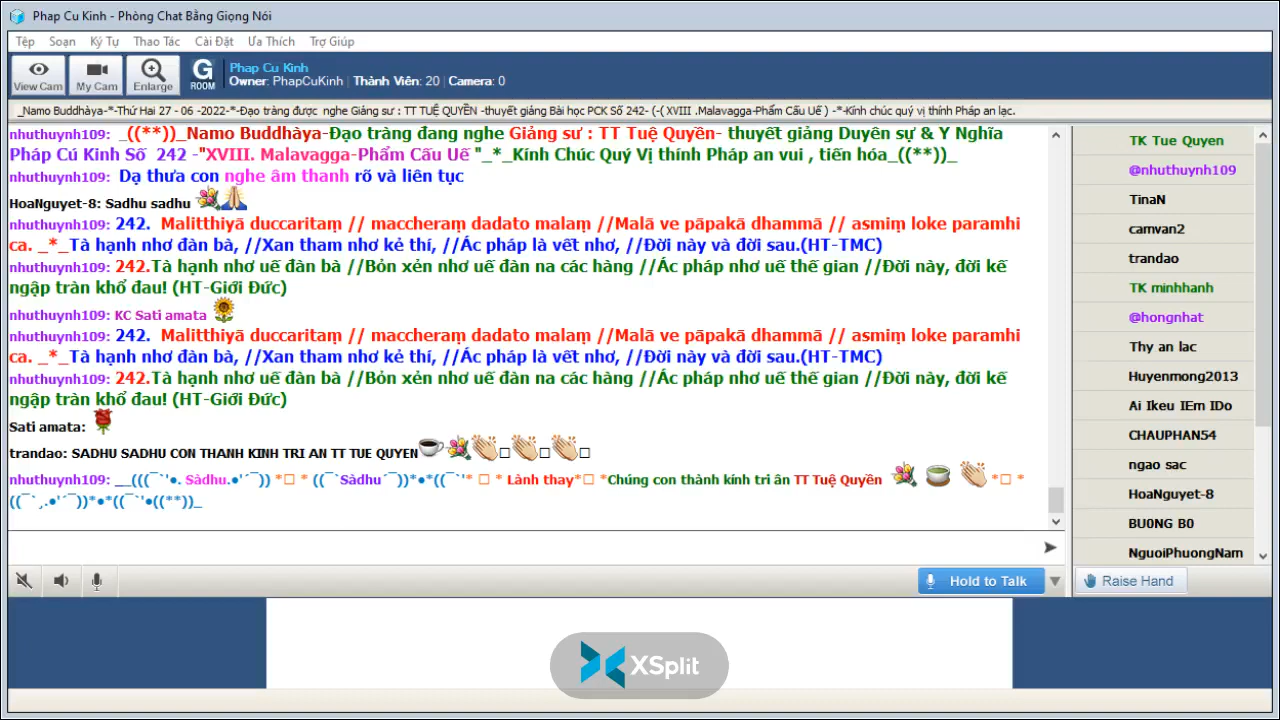 Phap Cu Kinh - Phòng Chat Bằng Giọng Nói
Tệp Soạn Ký Tự Thao Tác Cài Đặt Ưa Thích Trợ Giúp
View Cam My Cam Enlarge G ROOM
Phap Cu Kinh
Owner: PhapCuKinh | Thành Viên: 20 | Camera: 0
_Namo Buddhàya-*-Thứ Hai 27 - 06 -2022-*-Đạo tràng được nghe Giảng sư : TT TUỆ QUYỀN -thuyết giảng Bài học PCK Số 242- (-( XVIII .Malavagga-Phẩm Cấu Uế ) -*-Kính chúc quý vị thính Pháp an lạc.
nhuthuynh109: _((**))_Namo Buddhàya-Đạo tràng đang nghe Giảng sư : TT Tuệ Quyền- thuyết giảng Duyên sự & Ý Nghĩa
Pháp Cú Kinh Số 242 -"XVIII. Malavagga-Phẩm Cấu Uế "_*_Kính Chúc Quý Vị thính Pháp an vui , tiến hóa_((**))_
nhuthuynh109: Dạ thưa con nghe âm thanh rõ và liên tục
HoaNguyet-8: Sadhu sadhu
nhuthuynh109: 242. Malitthiyā duccaritaṃ // maccheraṃ dadato malaṃ //Malā ve pāpakā dhammā // asmiṃ loke paramhi
ca. _*_Tà hạnh nhơ đàn bà, //Xan tham nhơ kẻ thí, //Ác pháp là vết nhơ, //Đời này và đời sau.(HT-TMC)
nhuthuynh109: 242.Tà hạnh như uế đàn bà //Bỏn xẻn như uế đàn na các hàng //Ác pháp như uế thế gian //Đời này, đời kế
ngập tràn khổ đau! (HT-Giới Đức)
nhuthuynh109: KC Sati amata
nhuthuynh109: 242. Malitthiyā duccaritaṃ // maccheraṃ dadato malaṃ //Malā ve pāpakā dhammā // asmiṃ loke paramhi
ca. _*_Tà hạnh nhơ đàn bà, //Xan tham nhơ kẻ thí, //Ác pháp là vết nhơ, //Đời này và đời sau.(HT-TMC)
nhuthuynh109: 242.Tà hạnh như uế đàn bà //Bỏn xẻn như uế đàn na các hàng //Ác pháp như uế thế gian //Đời này, đời kế
ngập tràn khổ đau! (HT-Giới Đức)
Sati amata:
trandao: SADHU SADHU CON THANH KINH TRI AN TT TUE QUYEN
nhuthuynh109: __(((¯`'•. Sàdhu.•'´¯)) *□ * ((¯`Sàdhu´¯))*•*((¯`'* □ * Lành thay*□ *Chúng con thành kính tri ân TT Tuệ Quyền *□ *
((¯`¸.•'´¯))*•*((¯`'•((**))_
TK Tue Quyen
@nhuthuynh109
TinaN
camvan2
trandao
TK minhhanh
@hongnhat
Thy an lac
Huyenmong2013
Ai Ikeu IEm IDo
CHAUPHAN54
ngao sac
HoaNguyet-8
BU0NG B0
NguoiPhuongNam
Hold to Talk
Raise Hand
XSplit